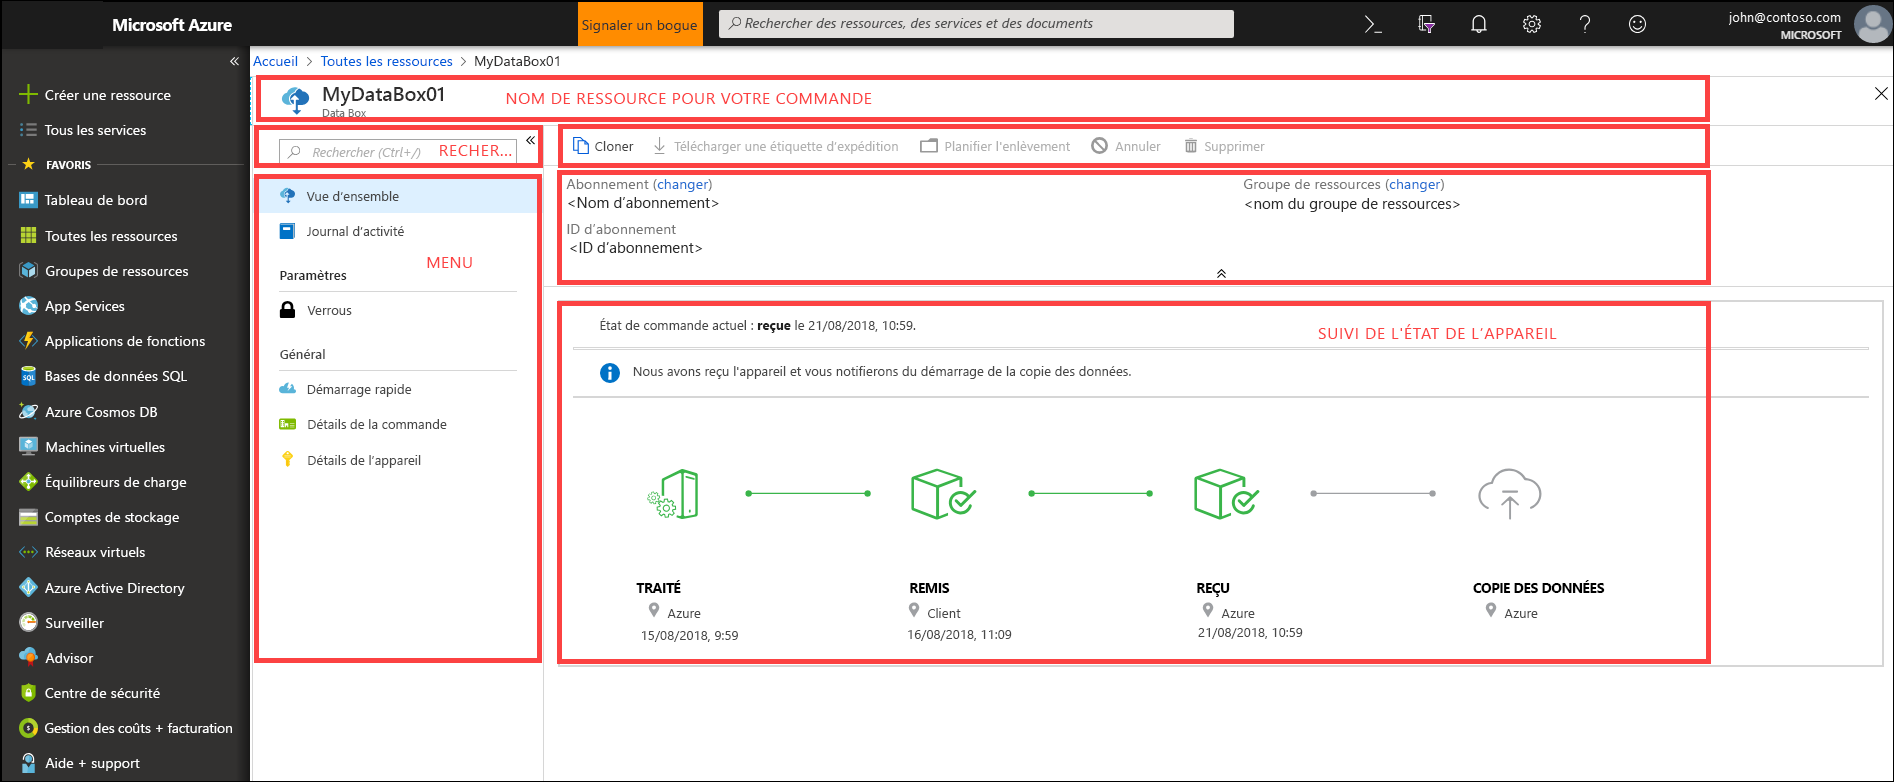 Microsoft Azure
Signaler un bogue
Rechercher des ressources, des services et des documents
john@contoso.com
MICROSOFT
Accueil > Toutes les ressources > MyDataBox01
Créer une ressource
Tous les services
FAVORIS
Tableau de bord
Toutes les ressources
Groupes de ressources
App Services
Applications de fonctions
Bases de données SQL
Azure Cosmos DB
Machines virtuelles
Équilibreurs de charge
Comptes de stockage
Réseaux virtuels
Azure Active Directory
Surveiller
Advisor
Centre de sécurité
Gestion des coûts + facturation
Aide + support
MyDataBox01
Data Box
NOM DE RESSOURCE POUR VOTRE COMMANDE
Rechercher (Ctrl+/)
RECHER...
Vue d'ensemble
Journal d'activité
MENU
Paramètres
Verrous
Général
Démarrage rapide
Détails de la commande
Détails de l'appareil
Cloner
Télécharger une étiquette d'expédition
Planifier l'enlèvement
Annuler
Supprimer
Abonnement (changer)
<Nom d'abonnement>
ID d'abonnement
<ID d'abonnement>
Groupe de ressources (changer)
<nom du groupe de ressources>
État de commande actuel : reçue le 21/08/2018, 10:59.
SUIVI DE L'ÉTAT DE L'APPAREIL
Nous avons reçu l'appareil et vous notifierons du démarrage de la copie des données.
TRAITÉ
Azure
15/08/2018, 9:59
REMIS
Client
16/08/2018, 11:09
REÇU
Azure
21/08/2018, 10:59
COPIE DES DONNÉES
Azure